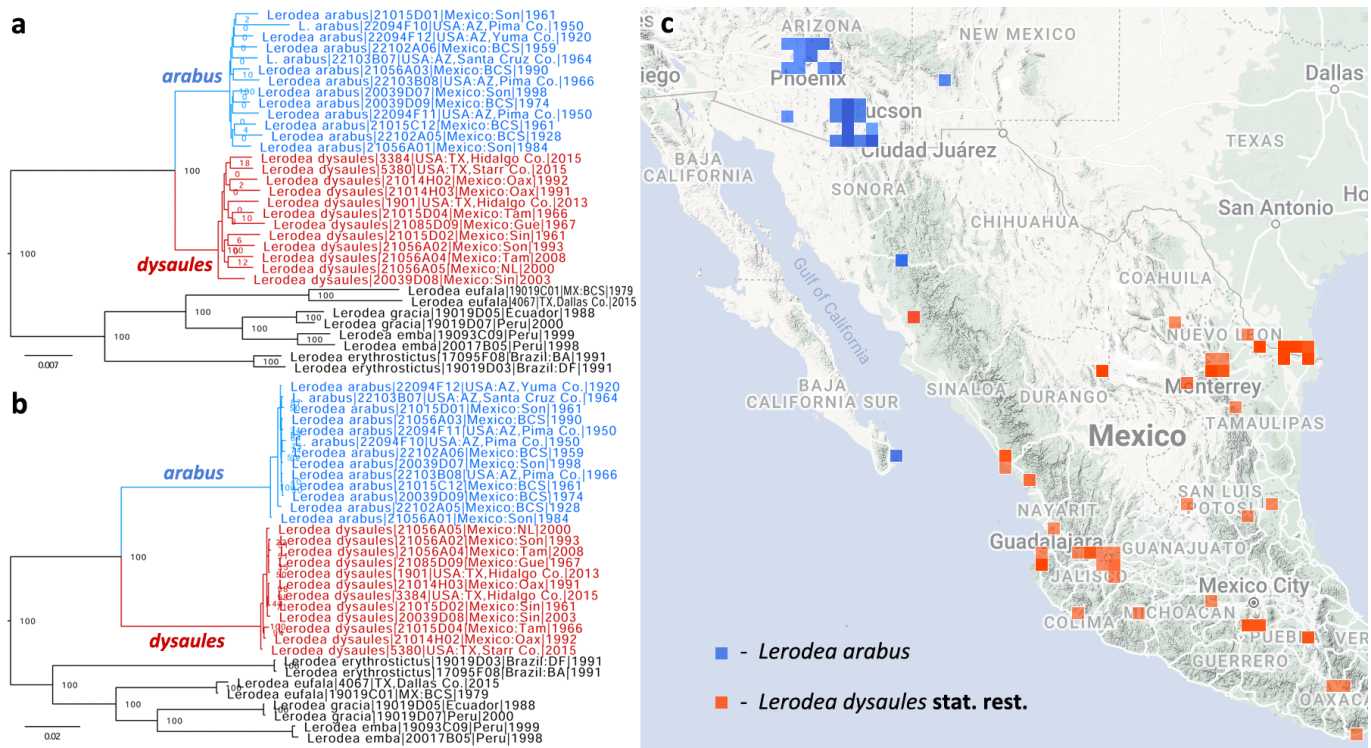 a
Lerodea arabus|21015D01|Mexico:Son|1961
L. arabus|22094F10|USA:AZ,Pima Co.|1950
Lerodea arabus|22094F12|USA:AZ,Yuma Co.|1920
Lerodea arabus|22102A06|Mexico:BCS|1959
L. arabus|22103B07|USA:AZ,Santa Cruz Co.|1964
Lerodea arabus|21056A03|Mexico:BCS|1990
Lerodea arabus|22103B08|USA:AZ,Pima Co.|1966
Lerodea arabus|20039D07|Mexico:Son|1998
Lerodea arabus|20039D09|Mexico:BCS|1974
Lerodea arabus|22094F11|USA:AZ,Pima Co.|1950
Lerodea arabus|21015C12|Mexico:BCS|1961
Lerodea arabus|22102A05|Mexico:BCS|1928
Lerodea arabus|21056A01|Mexico:Son|1984
arabus
Lerodea dysaules|3384|USA:TX,Hidalgo Co.|2015
Lerodea dysaules|5380|USA:TX,Starr Co.|2015
Lerodea dysaules|21014H02|Mexico:Oax|1992
Lerodea dysaules|21014H03|Mexico:Oax|1991
Lerodea dysaules|1901|USA:TX,Hidalgo Co.|2013
Lerodea dysaules|21015D04|Mexico:Tam|1966
Lerodea dysaules|21085D09|Mexico:Gue|1967
Lerodea dysaules|21015D02|Mexico:Sin|1961
Lerodea dysaules|21056A02|Mexico:Son|1993
Lerodea dysaules|21056A04|Mexico:Tam|2008
Lerodea dysaules|21056A05|Mexico:NL|2000
Lerodea dysaules|20039D08|Mexico:Sin|2003
dysaules
Lerodea eufala|19019C01|MX:BCS|1979
Lerodea eufala|4067|TX,Dallas Co.|2015
Lerodea gracia|19019D05|Ecuador|1988
Lerodea gracia|19019D07|Peru|2000
Lerodea emba|19093C09|Peru|1999
Lerodea emba|20017B05|Peru|1998
Lerodea erythrostictus|17095F08|Brazil:BA|1991
Lerodea erythrostictus|19019D03|Brazil:DF|1991
100
100
100
100
100
100
100
100
0.007
b
Lerodea arabus|22094F12|USA:AZ,Yuma Co.|1920
L. arabus|22103B07|USA:AZ,Santa Cruz Co.|1964
Lerodea arabus|21015D01|Mexico:Son|1961
Lerodea arabus|21056A03|Mexico:BCS|1990
Lerodea arabus|22094F11|USA:AZ,Pima Co.|1950
L. arabus|22094F10|USA:AZ,Pima Co.|1950
Lerodea arabus|22102A06|Mexico:BCS|1959
Lerodea arabus|20039D07|Mexico:Son|1998
Lerodea arabus|22103B08|USA:AZ,Pima Co.|1966
Lerodea arabus|21015C12|Mexico:BCS|1961
Lerodea arabus|20039D09|Mexico:BCS|1974
Lerodea arabus|22102A05|Mexico:BCS|1928
Lerodea arabus|21056A01|Mexico:Son|1984
arabus
Lerodea dysaules|21056A05|Mexico:NL|2000
Lerodea dysaules|21056A02|Mexico:Son|1993
Lerodea dysaules|21056A04|Mexico:Tam|2008
Lerodea dysaules|21085D09|Mexico:Gue|1967
Lerodea dysaules|1901|USA:TX,Hidalgo Co.|2013
Lerodea dysaules|21014H03|Mexico:Oax|1991
Lerodea dysaules|3384|USA:TX,Hidalgo Co.|2015
Lerodea dysaules|21015D02|Mexico:Sin|1961
Lerodea dysaules|20039D08|Mexico:Sin|2003
Lerodea dysaules|21015D04|Mexico:Tam|1966
Lerodea dysaules|21014H02|Mexico:Oax|1992
Lerodea dysaules|5380|USA:TX,Starr Co.|2015
dysaules
Lerodea erythrostictus|19019D03|Brazil:DF|1991
Lerodea erythrostictus|17095F08|Brazil:BA|1991
Lerodea eufala|4067|TX,Dallas Co.|2015
Lerodea eufala|19019C01|MX:BCS|1979
Lerodea gracia|19019D05|Ecuador|1988
Lerodea gracia|19019D07|Peru|2000
Lerodea emba|19093C09|Peru|1999
Lerodea emba|20017B05|Peru|1998
100
100
100
100
0.02
c
ARIZONA
NEW MEXICO
iego
Phoenix
Dallas
Tucson
Ciudad Juárez
TEXAS
BAJA
CALIFORNIA
Ho
SONORA
San Antonio
CHIHUAHUA
Gulf of California
COAHUILA
NUEVO LEON
BAJA
CALIFORNIA SUR
SINALOA
DURANGO
Monterrey
TAMAULIPAS
Mexico
SAN LUIS
POTOSI
NAYARIT
Guadalajara
GUANAJUATO
JALISCO
Mexico City
COLIMA
MICHOACAN
PUEBLA
VER
GUERRERO
OAXACA
- Lerodea arabus
- Lerodea dysaules stat. rest.